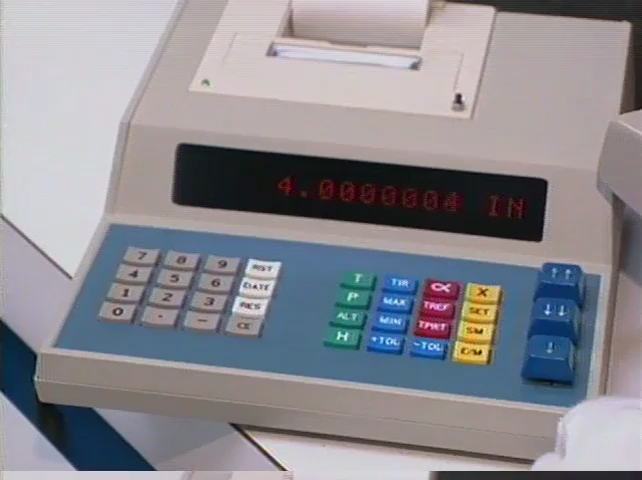 4.0000004 IN
7 8 9 RST
4 5 6 DATE
1 2 3 RES
0 . - CE
T TIR ∝ X
P MAX TREF SET
ALT MIN TPRT SM
H +TOL -TOL E/M
↑↑
↓↓
↓